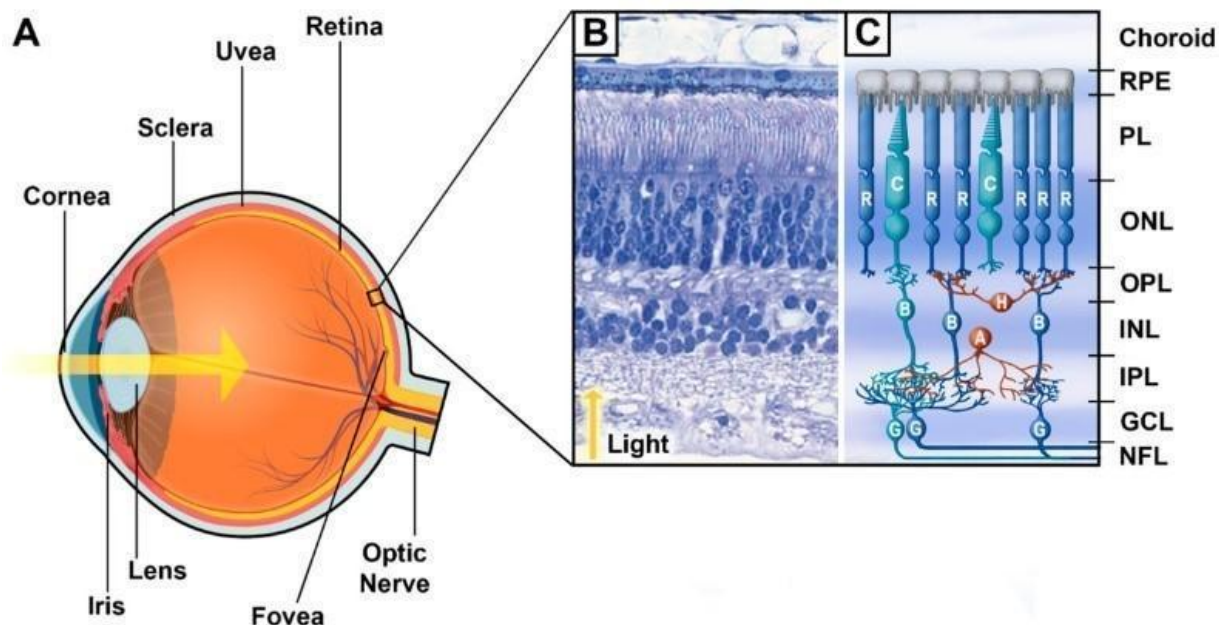 A
Retina
Uvea
Sclera
Cornea
Lens
Iris
Fovea
Optic
Nerve
B
Light
C
R
C
R
R
C
R
R
R
H
B
B
B
A
G
G
G
Choroid
RPE
PL
ONL
OPL
INL
IPL
GCL
NFL